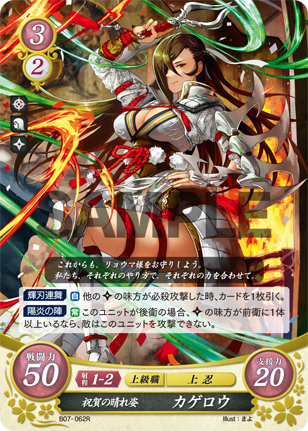 3
2
SAMPLE
これからも、リョウマ様をお守りしよう。
私たち、それぞれのやり方で、それぞれの力を合わせて。
輝刃連舞 自 他の の味方が必殺攻撃した時、カードを1枚引く。
陽炎の陣 常 このユニットが後衛の場合、 の味方が前衛に1体
以上いるなら、敵はこのユニットを攻撃できない。
戦闘力
50
射程 1-2 上級職 上忍
支援力
20
祝賀の晴れ姿 カゲロウ
B07-062R
Illust:まよ